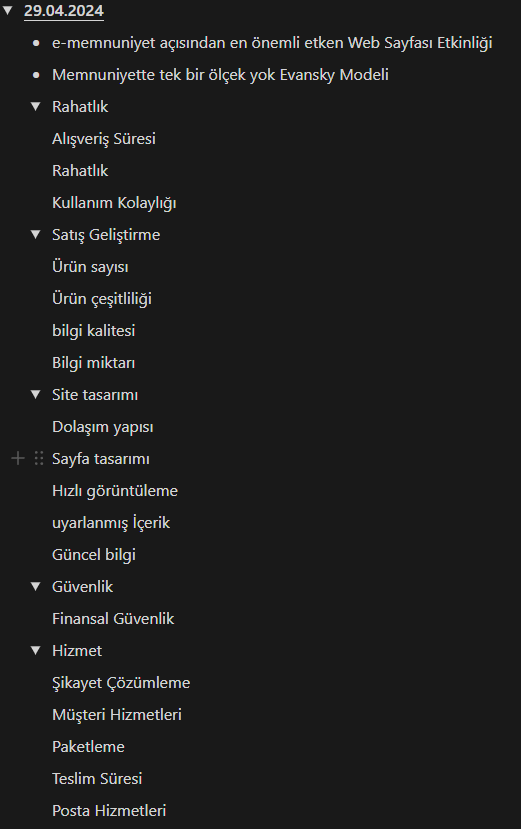 29.04.2024
e-memnuniyet açısından en önemli etken Web Sayfası Etkinliği
Memnuniyette tek bir ölçek yok Evansky Modeli
Rahatlık
Alışveriş Süresi
Rahatlık
Kullanım Kolaylığı
Satış Geliştirme
Ürün sayısı
Ürün çeşitliliği
bilgi kalitesi
Bilgi miktarı
Site tasarımı
Dolaşım yapısı
Sayfa tasarımı
Hızlı görüntüleme
uyarlanmış İçerik
Güncel bilgi
Güvenlik
Finansal Güvenlik
Hizmet
Şikayet Çözümleme
Müşteri Hizmetleri
Paketleme
Teslim Süresi
Posta Hizmetleri